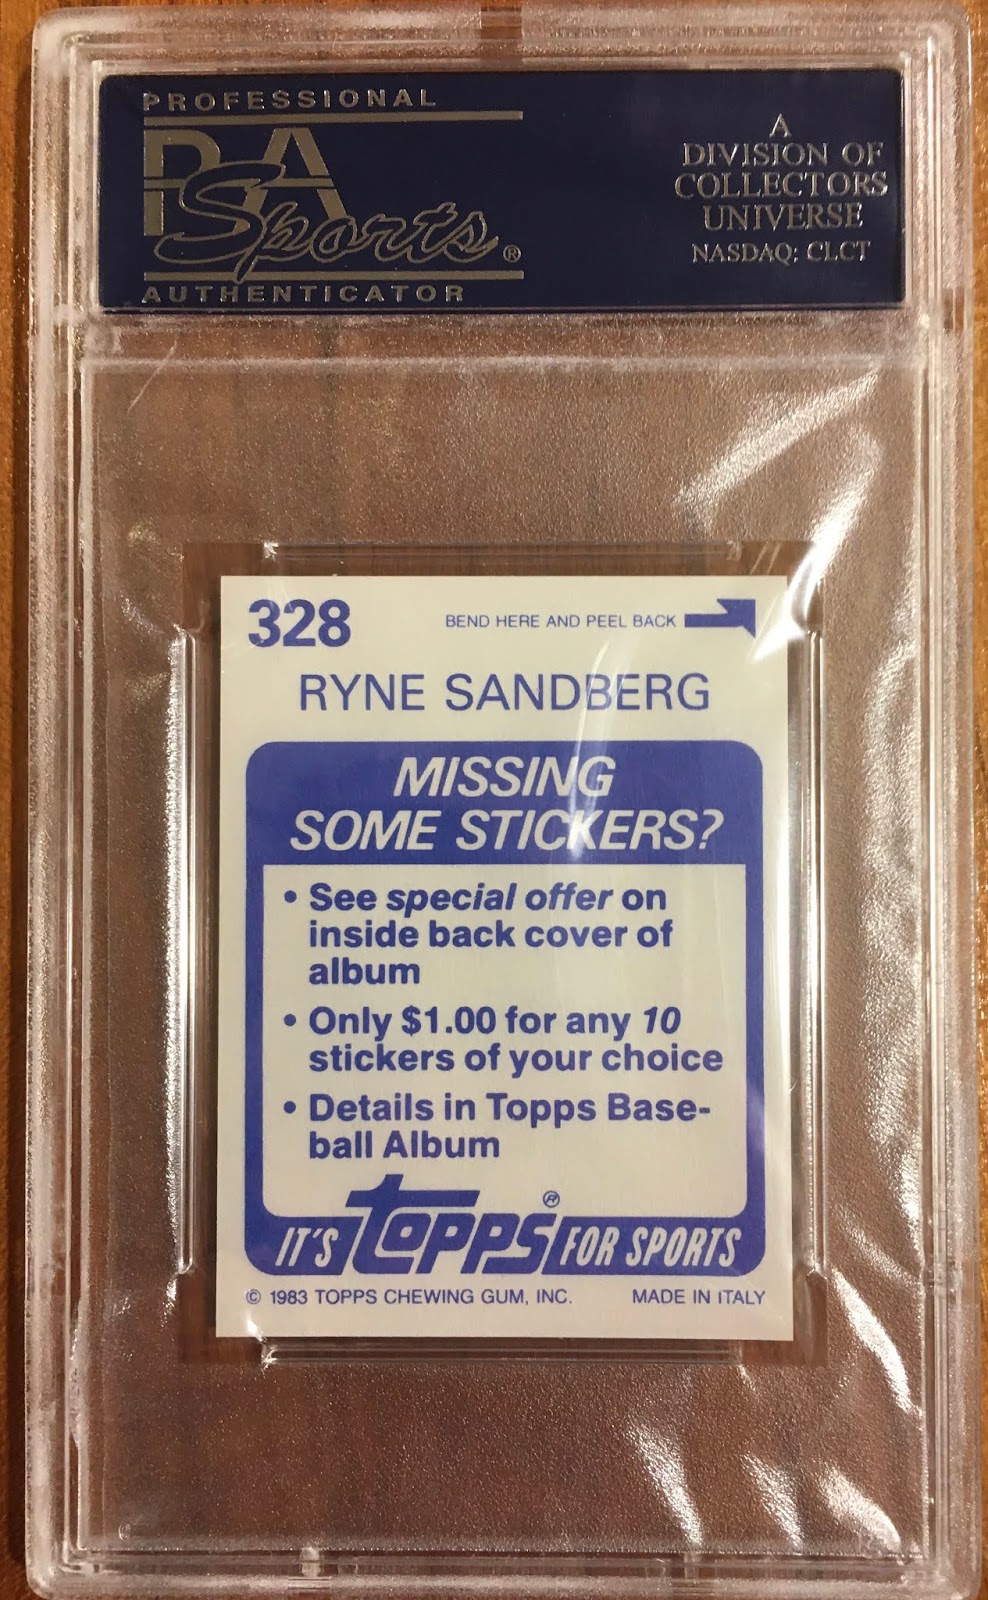 PROFESSIONAL
PSA
Sports®
AUTHENTICATOR
A
DIVISION OF
COLLECTORS
UNIVERSE
NASDAQ: CLCT
328
BEND HERE AND PEEL BACK
RYNE SANDBERG
MISSING
SOME STICKERS?
• See special offer on
inside back cover of
album
• Only $1.00 for any 10
stickers of your choice
• Details in Topps Base-
ball Album
IT'S Topps® FOR SPORTS
© 1983 TOPPS CHEWING GUM, INC. MADE IN ITALY